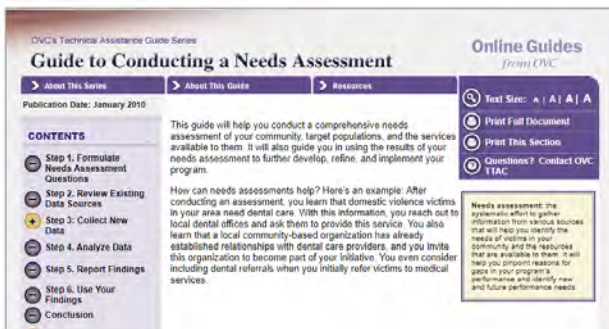 OVC's Technical Assistance Guide Series
Guide to Conducting a Needs Assessment
Online Guides
from OVC
About This Series
About This Guide
Resources
Publication Date: January 2010
Text Size: A | A | A | A
Print Full Document
Print This Section
Questions? Contact OVC
TTAC
CONTENTS
Step 1. Formulate
Needs Assessment
Questions
Step 2. Review Existing
Data Sources
Step 3: Collect New
Data
Step 4. Analyze Data
Step 5. Report Findings
Step 6. Use Your
Findings
Conclusion
This guide will help you conduct a comprehensive needs
assessment of your community, target populations, and the services
available to them. It will also guide you in using the results of your
needs assessment to further develop, refine, and implement your
program.
How can needs assessments help? Here's an example: After
conducting an assessment, you learn that domestic violence victims
in your area need dental care. With this information, you reach out to
local dental offices and ask them to provide this service. You also
learn that a local community-based organization has already
established relationships with dental care providers, and you invite
this organization to become part of your initiative. You even consider
including dental referrals when you initially refer victims to medical
services.
Needs assessment: the
systematic effort to gather
information from various sources
that will help you identify the
needs of victims in your
community and the resources
that are available to them. It will
help you pinpoint reasons for
gaps in your program's
performance and identify new
and future performance needs.